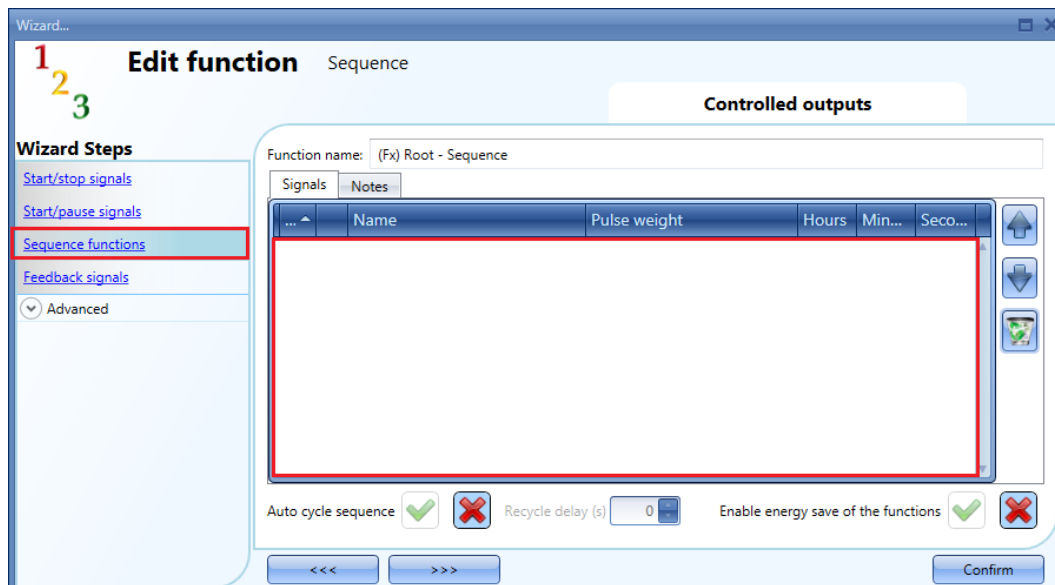 Wizard...
1
2
3
Edit function Sequence
Controlled outputs
Wizard Steps
Start/stop signals
Start/pause signals
Sequence functions
Feedback signals
Advanced
Function name: (Fx) Root - Sequence
Signals Notes
... Name Pulse weight Hours Min... Seco...
Auto cycle sequence Recycle delay (s) 0 Enable energy save of the functions
<<< >>> Confirm